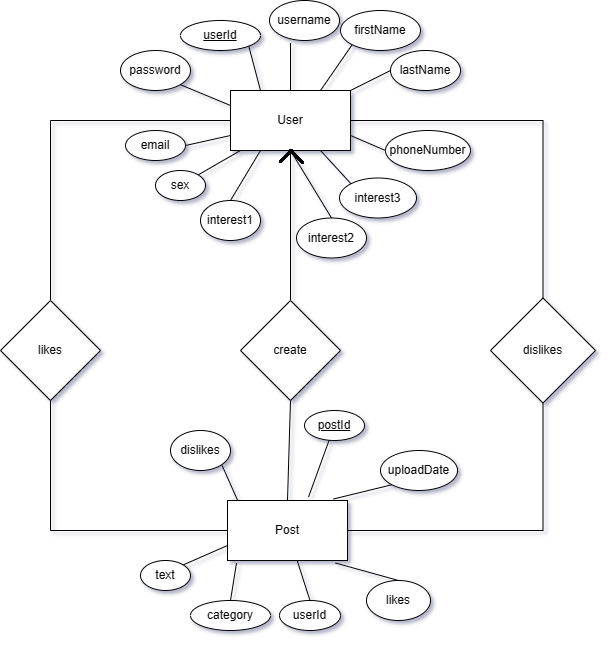 username
userId
firstName
password
lastName
User
email
phoneNumber
sex
interest3
interest1
interest2
likes
create
dislikes
postId
dislikes
uploadDate
Post
text
likes
category
userId